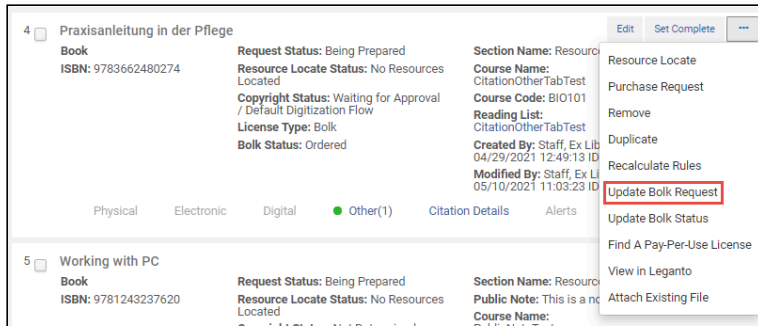 4 Praxisanleitung in der Pflege
Edit Set Complete ...
Book
ISBN: 9783662480274
Request Status: Being Prepared
Resource Locate Status: No Resources
Located
Copyright Status: Waiting for Approval
/ Default Digitization Flow
License Type: Bolk
Bolk Status: Ordered
Section Name: Resource
Course Name:
CitationOtherTabTest
Course Code: BIO101
Reading List:
CitationOtherTabTest
Created By: Staff, Ex Lib
04/29/2021 12:49:13 ID
Modified By: Staff, Ex Li
05/10/2021 11:03:23 ID
Resource Locate
Purchase Request
Remove
Duplicate
Recalculate Rules
Update Bolk Request
Update Bolk Status
Find A Pay-Per-Use License
View in Leganto
Attach Existing File
Physical Electronic Digital Other(1) Citation Details Alerts
5 Working with PC
Book
ISBN: 9781243237620
Request Status: Being Prepared
Resource Locate Status: No Resources
Located
Section Name: Resource
Public Note: This is a no
Course Name: